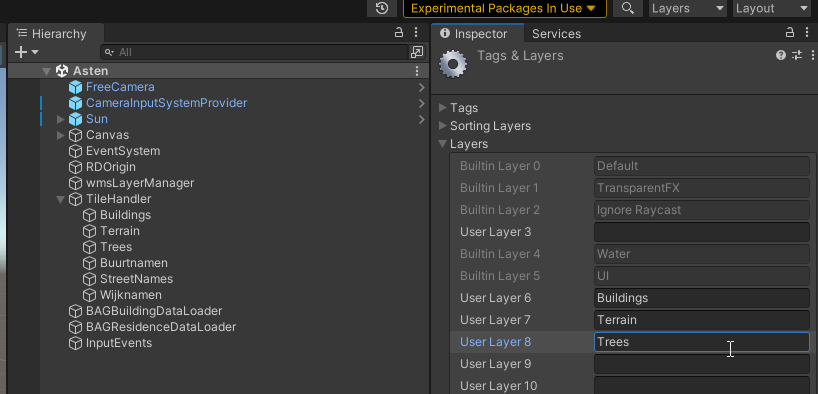 Experimental Packages In Use
Layers
Layout
Hierarchy
All
Asten
FreeCamera
CameraInputSystemProvider
Sun
Canvas
EventSystem
RDOrigin
wmsLayerManager
TileHandler
Buildings
Terrain
Trees
Buurtnamen
StreetNames
Wijknamen
BAGBuildingDataLoader
BAGResidenceDataLoader
InputEvents
Inspector
Services
Tags & Layers
Tags
Sorting Layers
Layers
Builtin Layer 0 Default
Builtin Layer 1 TransparentFX
Builtin Layer 2 Ignore Raycast
User Layer 3
Builtin Layer 4 Water
Builtin Layer 5 UI
User Layer 6 Buildings
User Layer 7 Terrain
User Layer 8 Trees
User Layer 9
User Layer 10